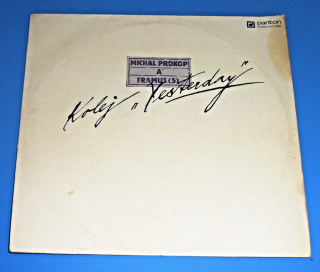 panton
MICHAL PROKOP
A
FRAMUS (5)
Kolej „Yesterday"